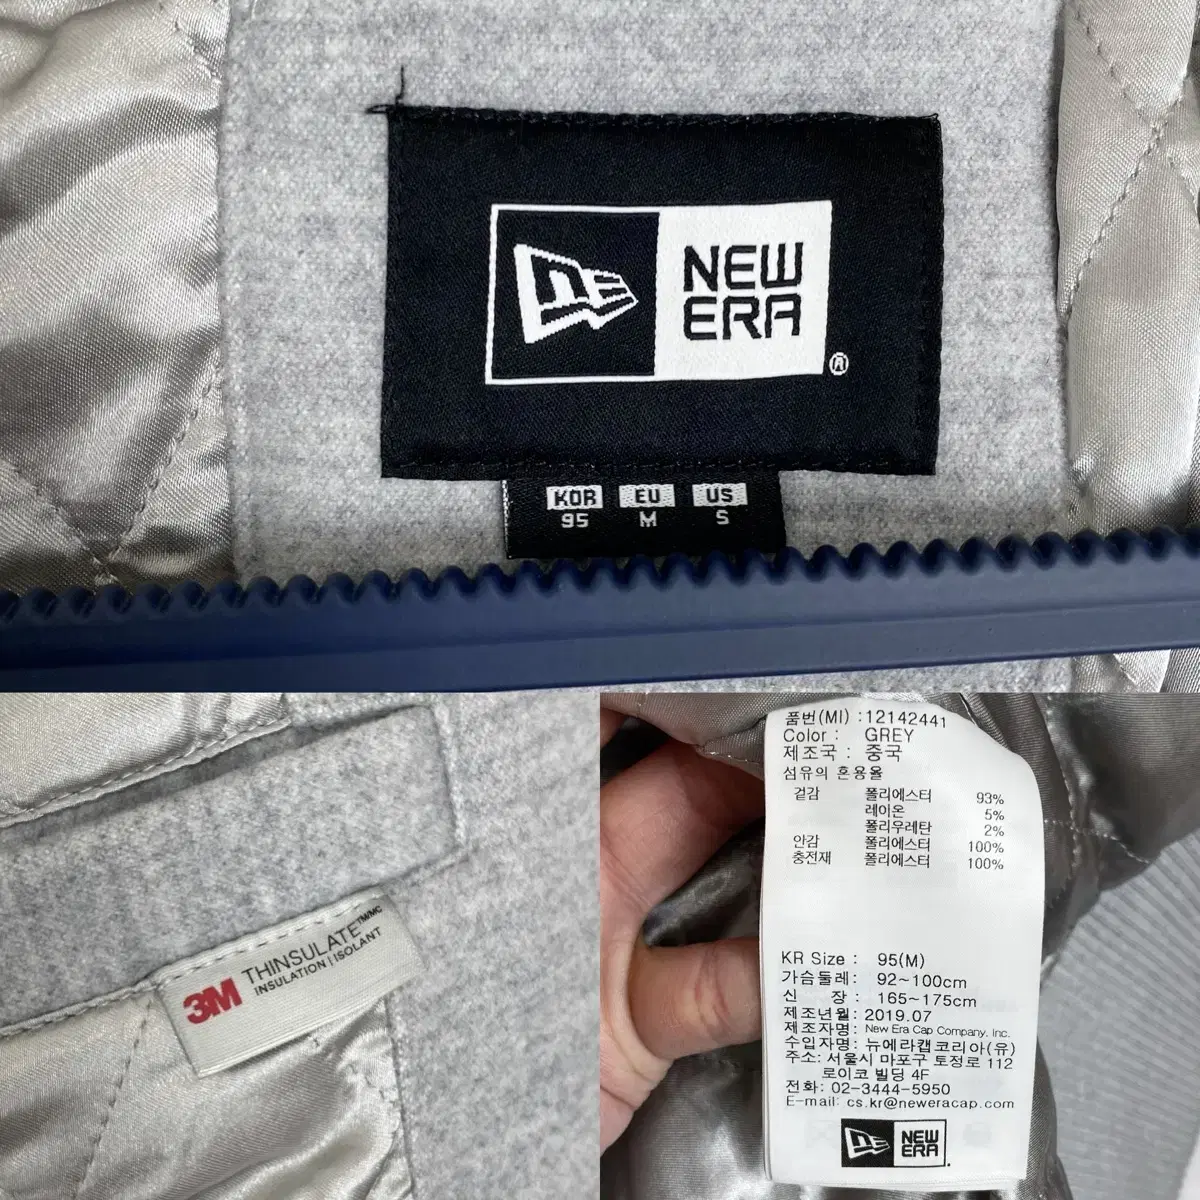 NE
NEW
ERA
®
KOR EU US
95 M S
3M THINSULATE™/MC
INSULATION | ISOLANT
품번(MI) :12142441
Color : GREY
제조국 : 중국
섬유의 혼용율
겉감 폴리에스터 93%
레이온 5%
폴리우레탄 2%
안감 폴리에스터 100%
충전재 폴리에스터 100%
KR Size : 95(M)
가슴둘레: 92~100cm
신 장 : 165~175cm
제조년월: 2019.07
제조자명: New Era Cap Company. Inc.
수입자명: 뉴에라캡코리아(유)
주소: 서울시 마포구 토정로 112
로이코 빌딩 4F
전화: 02-3444-5950
E-mail: cs.kr@neweracap.com
NE
NEW
ERA